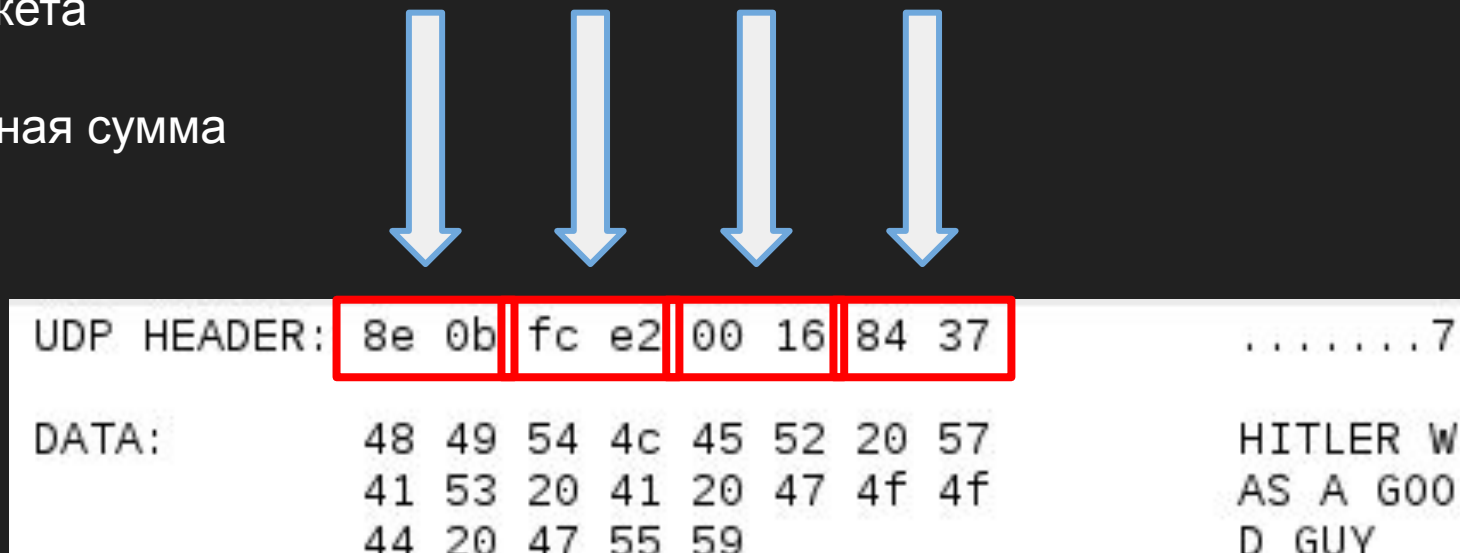 кета
ная сумма
UDP HEADER: 8e 0b fc e2 00 16 84 37 .......7
DATA: 48 49 54 4c 45 52 20 57 HITLER W
41 53 20 41 20 47 4f 4f AS A GOO
44 20 47 55 59 D GUY